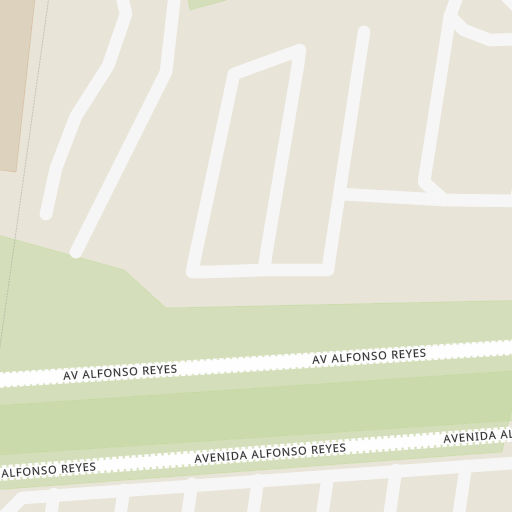 AV ALFONSO REYES
AV ALFONSO REYES
AVENIDA AL
AVENIDA ALFONSO REYES
ALFONSO REYES